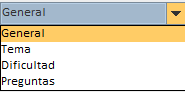 General
General
Tema
Dificultad
Preguntas